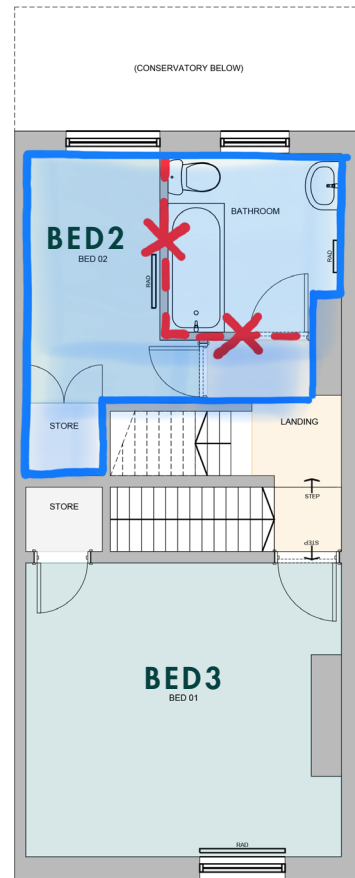 (CONSERVATORY BELOW)
BATHROOM
BED2
BED 02
RAD
RAD
STORE
LANDING
STEP
STORE
STEP
BED3
BED 01
RAD